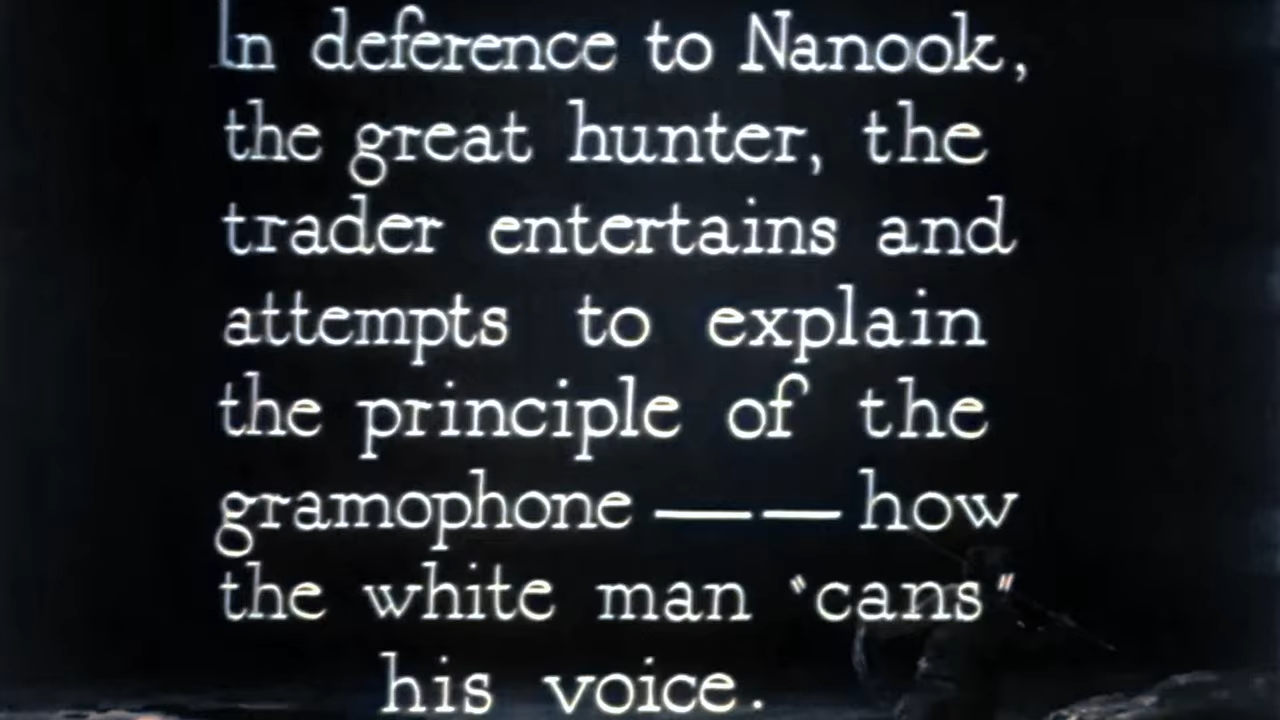 In deference to Nanook,
the great hunter, the
trader entertains and
attempts to explain
the principle of the
gramophone —— how
the white man "cans"
his voice.